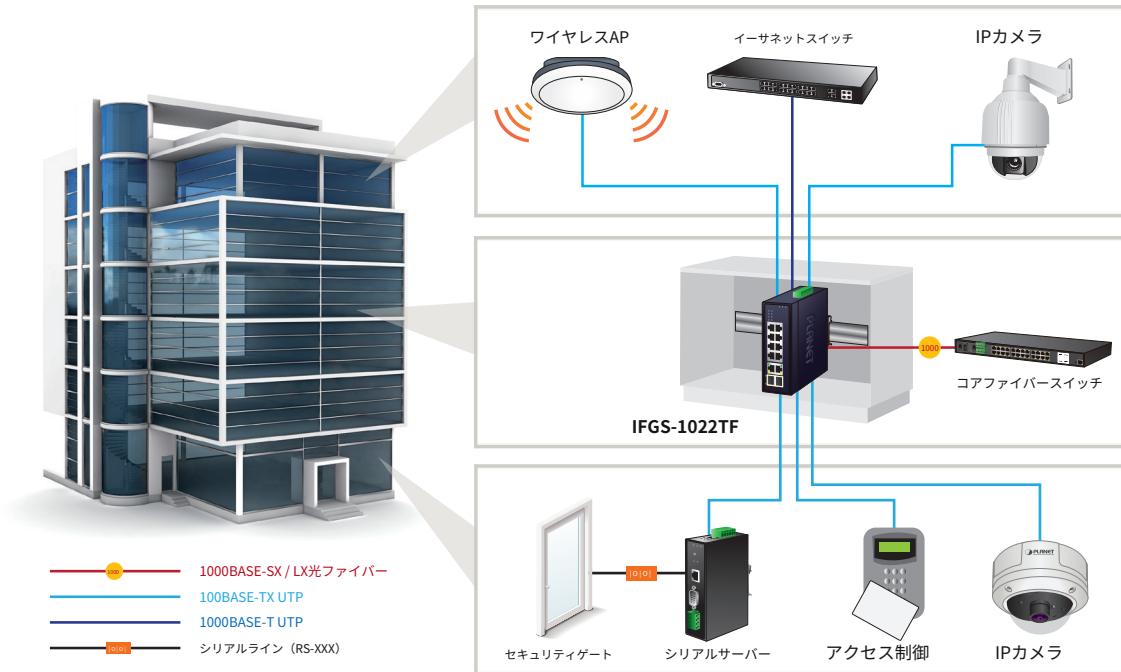 ワイヤレスAP
イーサネットスイッチ
IPカメラ
PLANET
1000
コアファイバースイッチ
IFGS-1022TF
1000
1000BASE-SX / LX光ファイバー
100BASE-TX UTP
1000BASE-T UTP
|O|O|
シリアルライン（RS-XXX）
|O|O|
PLANET
セキュリティゲート
シリアルサーバー
アクセス制御
IPカメラ